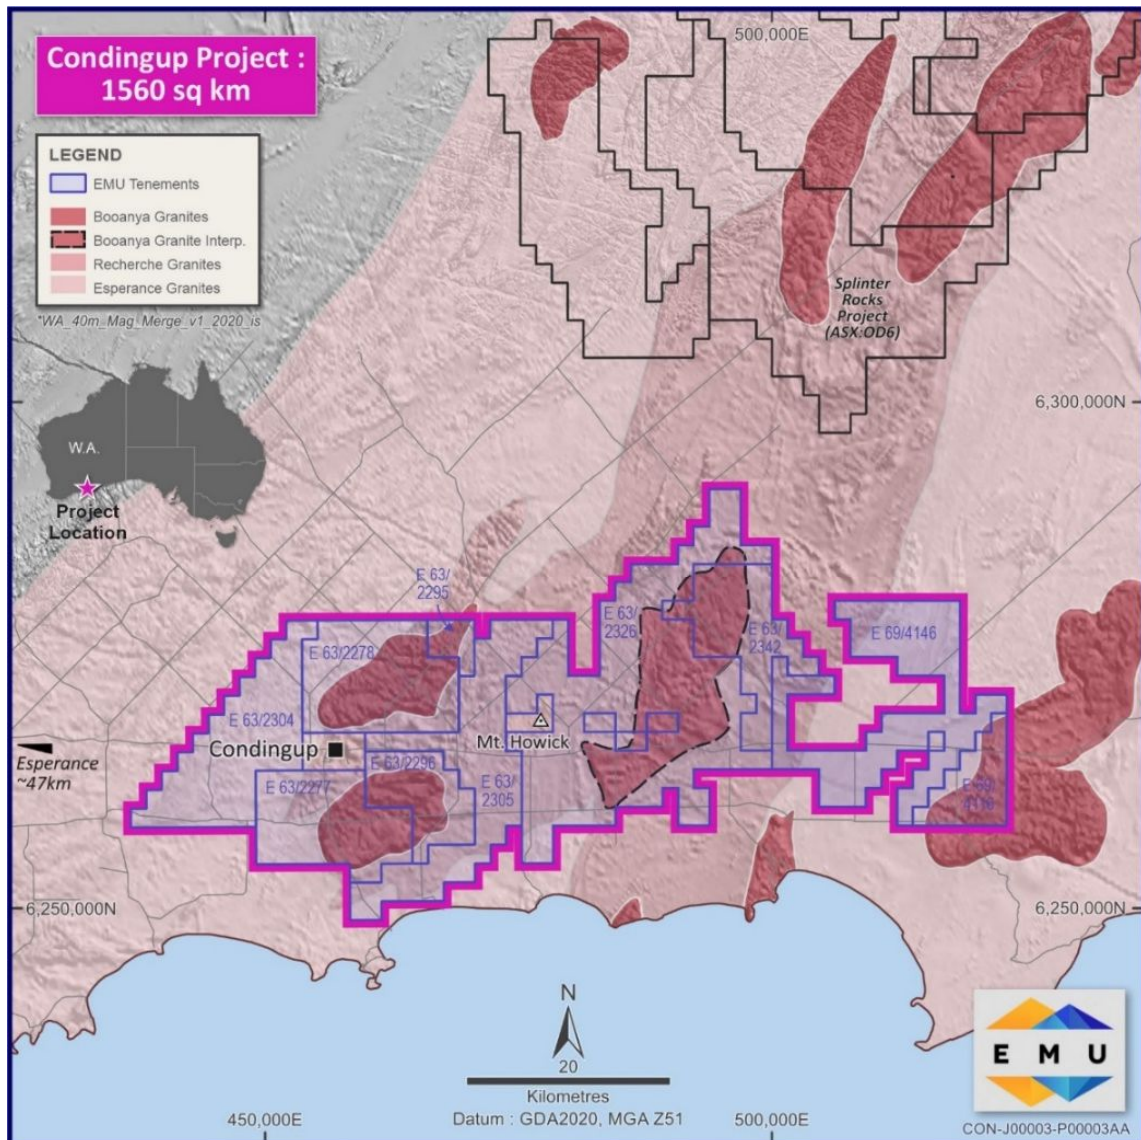 Condingup Project :
1560 sq km
500,000E
LEGEND
EMU Tenements
Booanya Granites
Booanya Granite Interp.
Recherche Granites
Esperance Granites
*WA_40m_Mag_Merge_v1_2020_is
Splinter
Rocks
Project
(ASX:OD6)
6,300,000N
W.A.
Project
Location
E 63/
2295
E 63/2278
E 63/
2326
E 63/
2342
E 69/4146
E 63/2304
Condingup
Mt. Howick
Esperance
~47km
E 63/2296
E 63/2277
E 63/
2305
E 69/
6,250,000N
6,250,000N
N
20
Kilometres
Datum : GDA2020, MGA Z51
450,000E
500,000E
EMU
CON-J00003-P00003AA